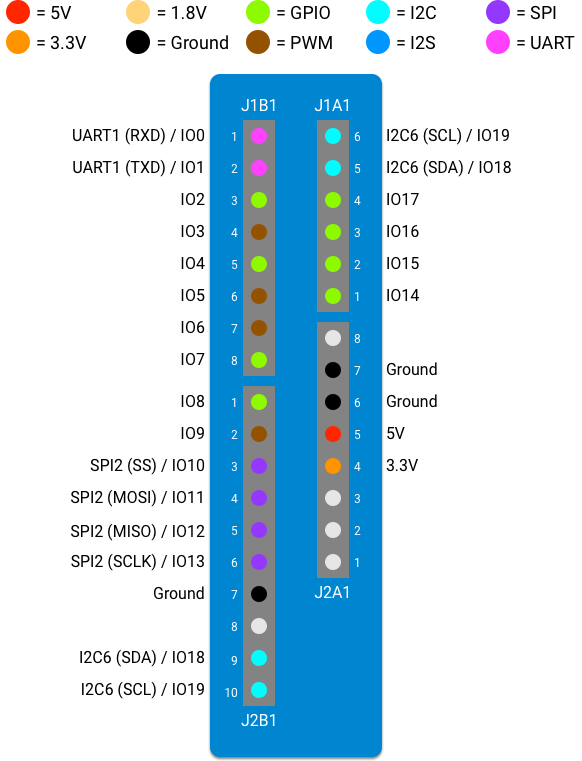 = 5V = 1.8V = GPIO = I2C = SPI
= 3.3V = Ground = PWM = I2S = UART
J1B1 J1A1
UART1 (RXD) / IO0 1 6 I2C6 (SCL) / IO19
UART1 (TXD) / IO1 2 5 I2C6 (SDA) / IO18
IO2 3 4 IO17
IO3 4 3 IO16
IO4 5 2 IO15
IO5 6 1 IO14
IO6 7
8
IO7 8
7 Ground
IO8 1 6 Ground
IO9 2 5 5V
SPI2 (SS) / IO10 3 4 3.3V
SPI2 (MOSI) / IO11 4 3
SPI2 (MISO) / IO12 5 2
SPI2 (SCLK) / IO13 6 1
Ground 7 J2A1
8
I2C6 (SDA) / IO18 9
I2C6 (SCL) / IO19 10
J2B1